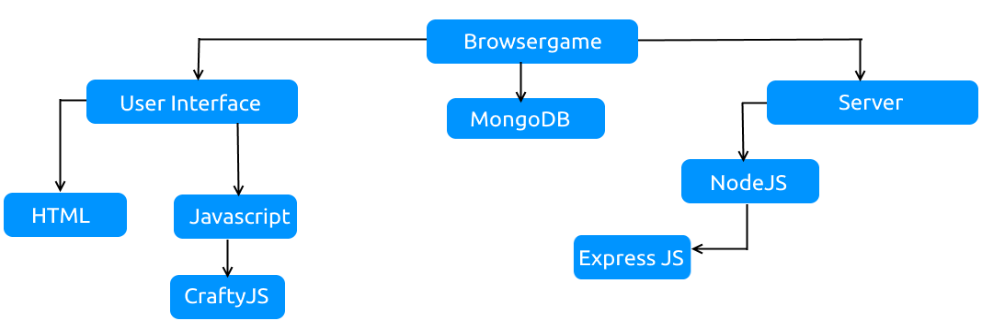 Browsergame
User Interface
MongoDB
Server
NodeJS
HTML
Javascript
Express JS
CraftyJS